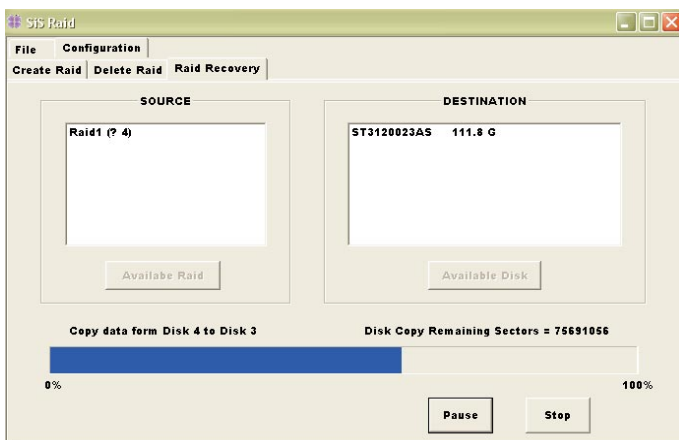 SiS Raid
File Configuration
Create Raid Delete Raid Raid Recovery
SOURCE
DESTINATION
Raid1 (? 4)
ST3120023AS 111.8 G
Availabe Raid
Available Disk
Copy data form Disk 4 to Disk 3
Disk Copy Remaining Sectors = 75691056
0%
100%
Pause
Stop